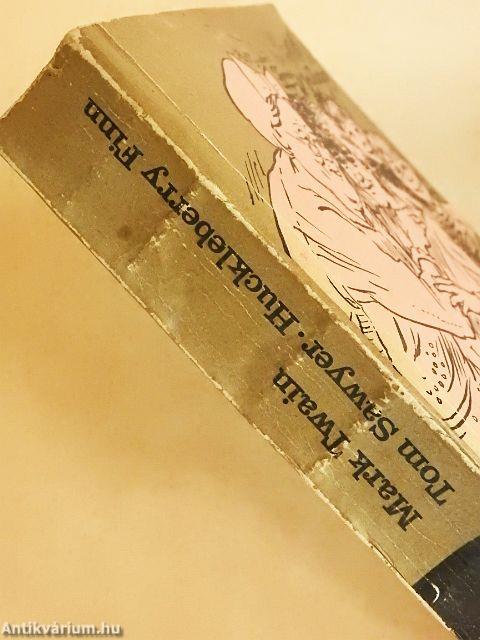 Mark Twain
Tom Sawyer · Huckleberry Finn
Antikvárium.hu